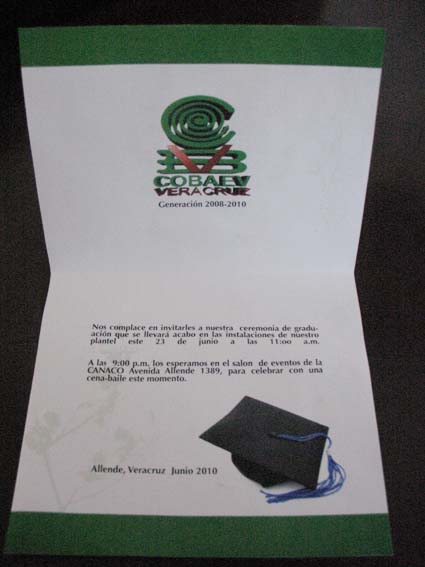 COBAEV
VERACRUZ
Generación 2008-2010
Nos complace en invitarles a nuestra ceremonia de gradu-
ación que se llevará acabo en las instalaciones de nuestro
plantel este 23 de junio a las 11:oo a.m.
A las 9:00 p.m, los esperamos en el salon de eventos de la
CANACO Avenida Allende 1389, para celebrar con una
cena-baile este momento.
Allende, Veracruz Junio 2010